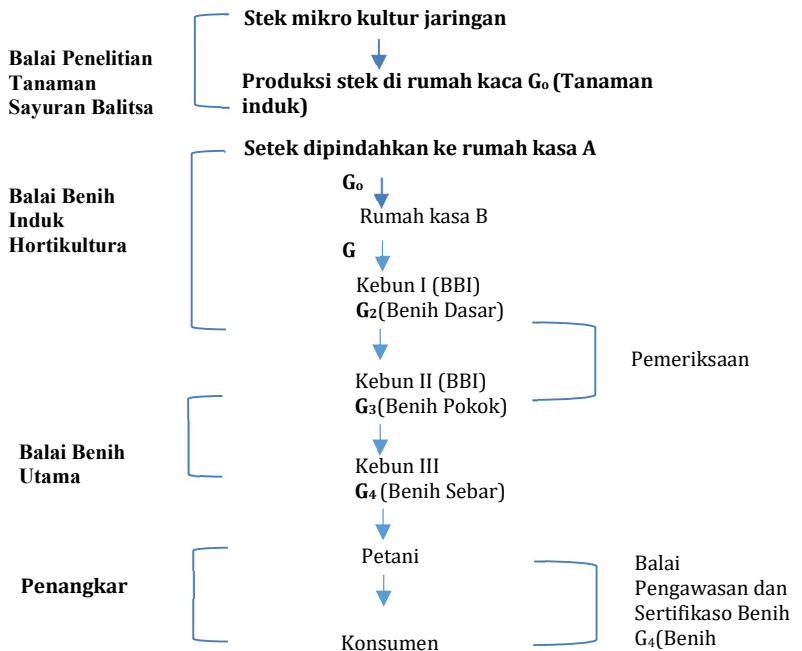 Stek mikro kultur jaringan
Balai Penelitian
Tanaman
Sayuran Balitsa
Produksi stek di rumah kaca G₀ (Tanaman
induk)
Setek dipindahkan ke rumah kasa A
Balai Benih
Induk
Hortikultura
G₀
Rumah kasa B
G
Kebun I (BBI)
G₂(Benih Dasar)
Pemeriksaan
Kebun II (BBI)
G₃(Benih Pokok)
Balai Benih
Utama
Kebun III
G₄ (Benih Sebar)
Petani
Penangkar
Konsumen
Balai
Pengawasan dan
Sertifikaso Benih
G₄(Benih